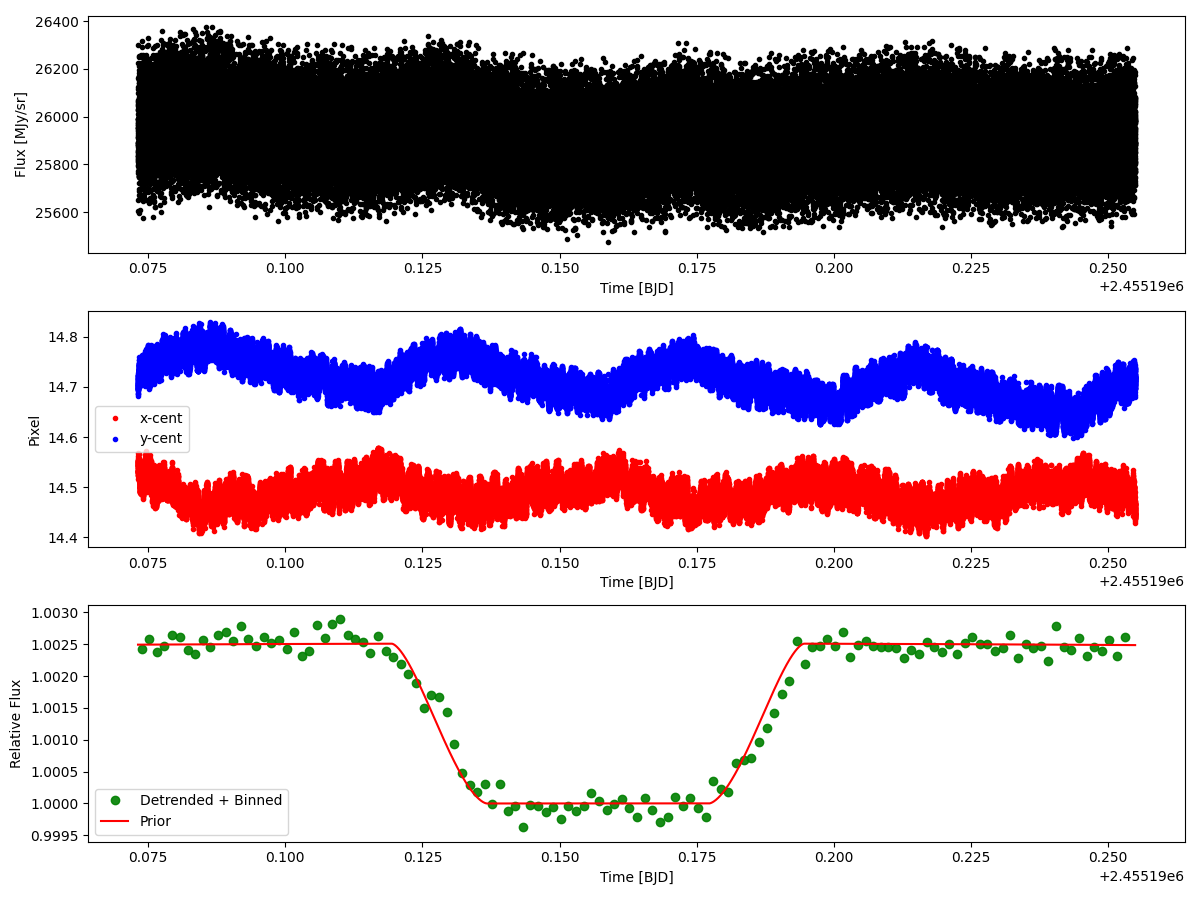 26400
26200
26000
25800
25600
Flux [MJy/sr]
0.075 0.100 0.125 0.150 0.175 0.200 0.225 0.250
Time [BJD]
+2.45519e6
14.8
14.7
14.6
14.5
14.4
Pixel
x-cent
y-cent
0.075 0.100 0.125 0.150 0.175 0.200 0.225 0.250
Time [BJD]
+2.45519e6
1.0030
1.0025
1.0020
1.0015
1.0010
1.0005
1.0000
0.9995
Relative Flux
Detrended + Binned
Prior
0.075 0.100 0.125 0.150 0.175 0.200 0.225 0.250
Time [BJD]
+2.45519e6